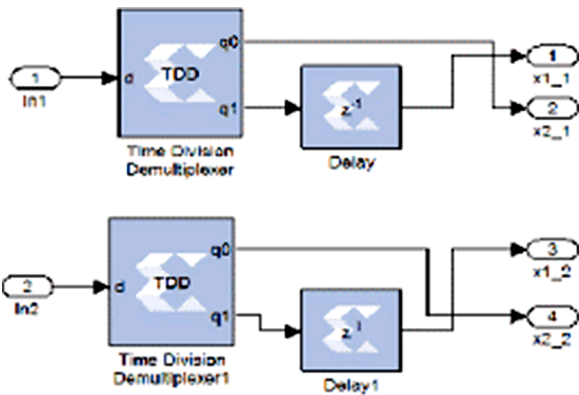 q0
1
d
TDD
1
In1
x1_1
q1
z-1
2
x2_1
Time Division
Demultiplexer
Delay
q0
3
2
d
TDD
x1_2
In2
q1
z-1
4
x2_2
Time Division
Demultiplexer1
Delay1